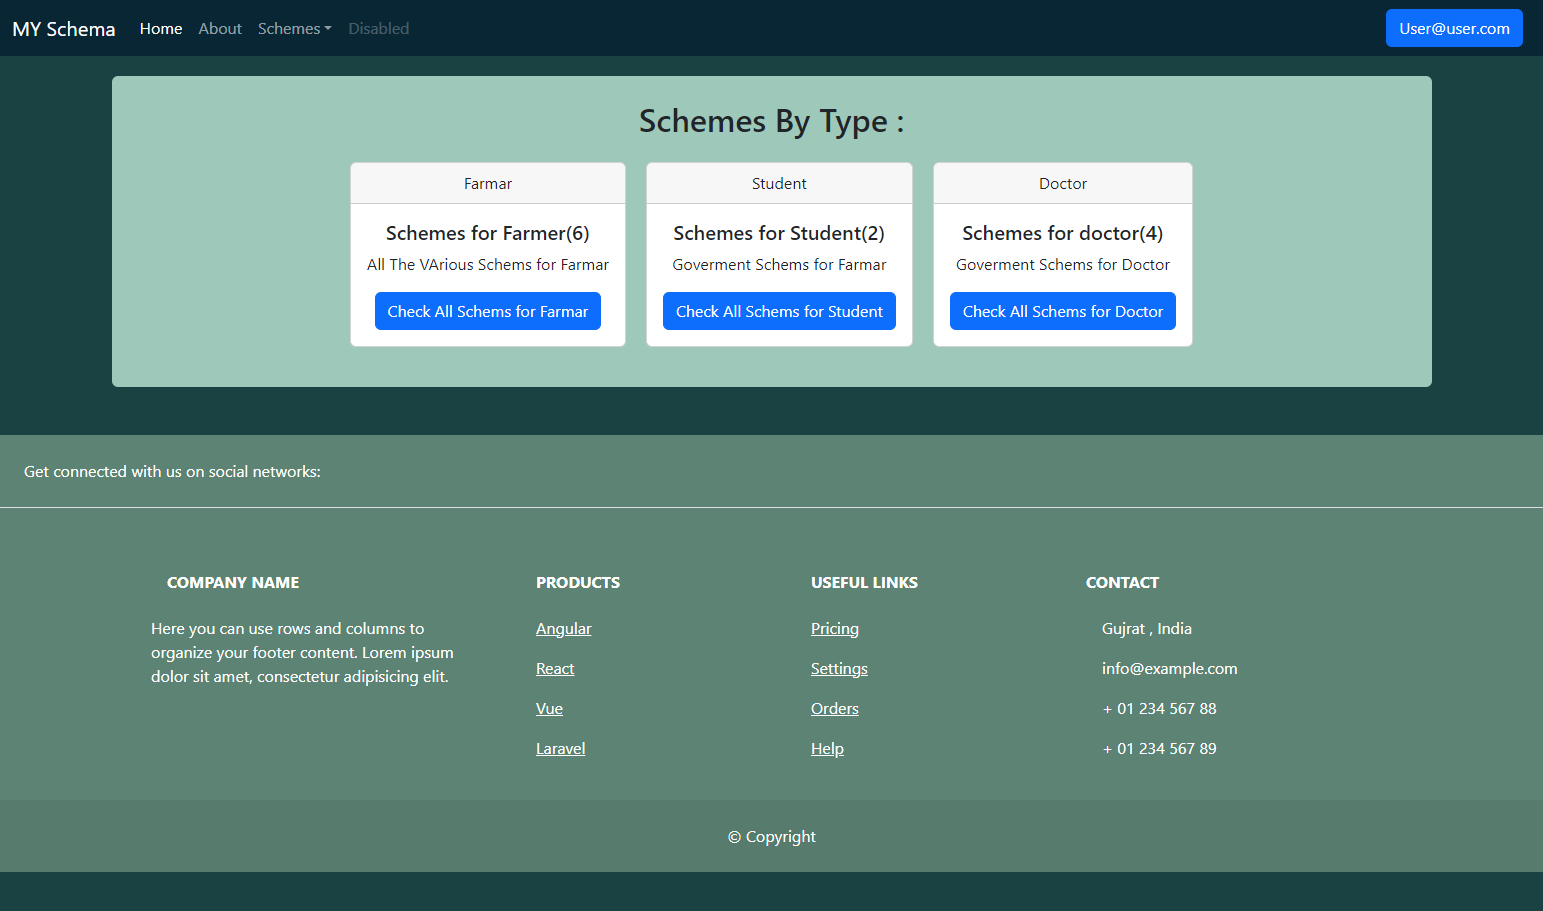 MY Schema Home About Schemes Disabled User@user.com
Schemes By Type :
Farmar
Schemes for Farmer(6)
All The VArious Schems for Farmar
Check All Schems for Farmar
Student
Schemes for Student(2)
Goverment Schems for Farmar
Check All Schems for Student
Doctor
Schemes for doctor(4)
Goverment Schems for Doctor
Check All Schems for Doctor
Get connected with us on social networks:
COMPANY NAME
Here you can use rows and columns to
organize your footer content. Lorem ipsum
dolor sit amet, consectetur adipisicing elit.
PRODUCTS
Angular
React
Vue
Laravel
USEFUL LINKS
Pricing
Settings
Orders
Help
CONTACT
Gujrat , India
info@example.com
+ 01 234 567 88
+ 01 234 567 89
© Copyright